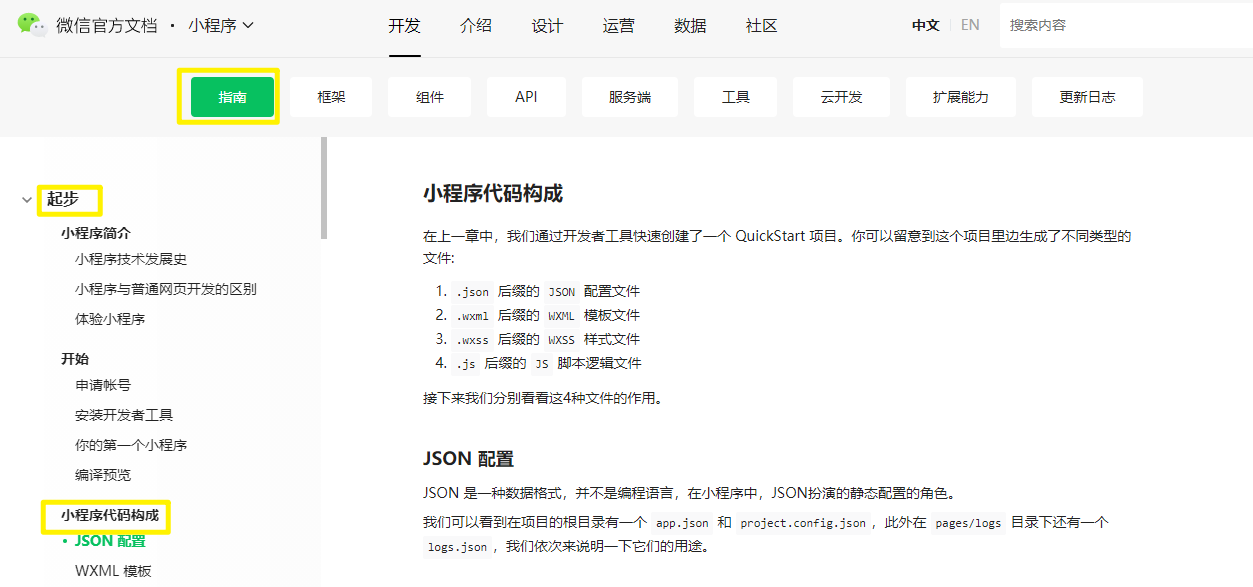 微信官方文档 · 小程序
开发 介绍 设计 运营 数据 社区
中文 EN
搜索内容
指南 框架 组件 API 服务端 工具 云开发 扩展能力 更新日志
起步
小程序简介
小程序技术发展史
小程序与普通网页开发的区别
体验小程序
开始
申请帐号
安装开发者工具
你的第一个小程序
编译预览
小程序代码构成
• JSON 配置
WXML 模板
小程序代码构成
在上一章中，我们通过开发者工具快速创建了一个 QuickStart 项目。你可以留意到这个项目里边生成了不同类型的
文件:
1. .json 后缀的 JSON 配置文件
2. .wxml 后缀的 WXML 模板文件
3. .wxss 后缀的 WXSS 样式文件
4. .js 后缀的 JS 脚本逻辑文件
接下来我们分别看看这4种文件的作用。
JSON 配置
JSON 是一种数据格式，并不是编程语言，在小程序中，JSON扮演的静态配置的角色。
我们可以看到在项目的根目录有一个 app.json 和 project.config.json，此外在 pages/logs 目录下还有一个
logs.json，我们依次来说明一下它们的用途。